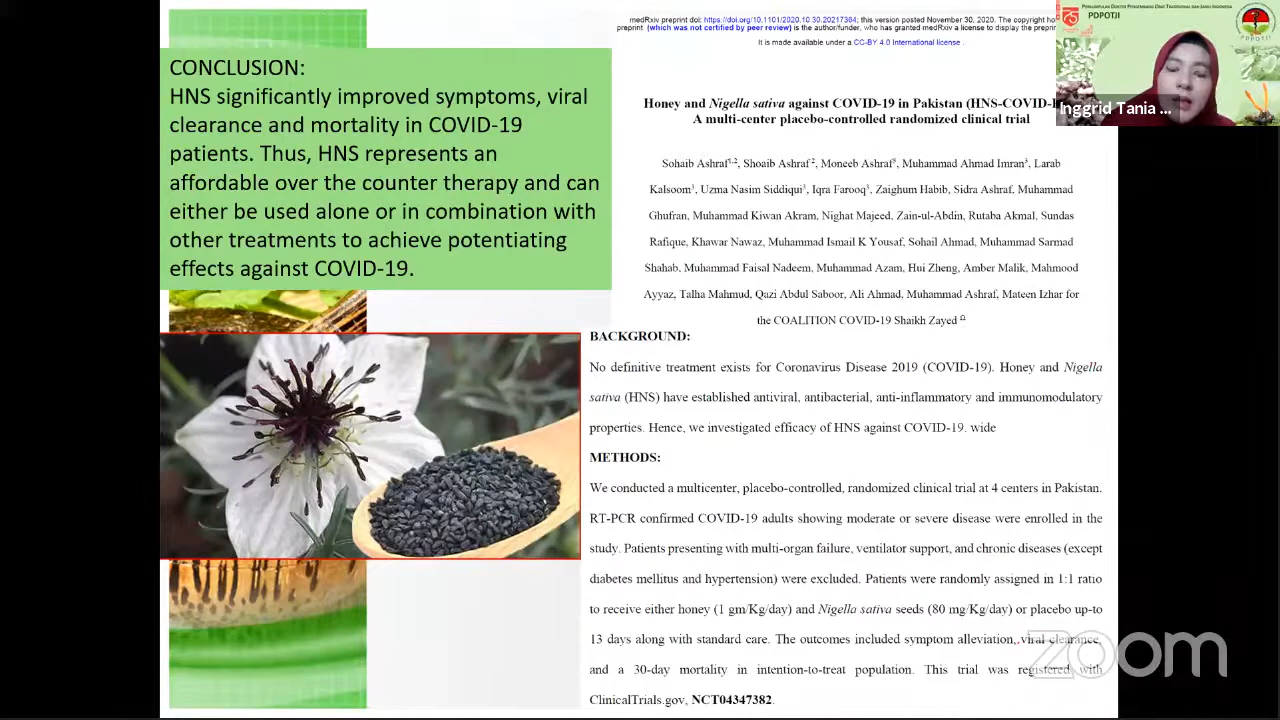 CONCLUSION:
HNS significantly improved symptoms, viral
clearance and mortality in COVID-19
patients. Thus, HNS represents an
affordable over the counter therapy and can
either be used alone or in combination with
other treatments to achieve potentiating
effects against COVID-19.
medRxiv preprint doi: https://doi.org/10.1101/2020.10.30.20217364; this version posted November 30, 2020. The copyright ho
preprint (which was not certified by peer review) is the author/funder, who has granted medRxiv a license to display the preprin
It is made available under a CC-BY 4.0 International license .
Honey and Nigella sativa against COVID-19 in Pakistan (HNS-COVID-
A multi-center placebo-controlled randomized clinical trial
Sohaib Ashraf, Shoaib Ashraf, Moneeb Ashraf, Muhammad Ahmad Imran, Larab
Kalsoom, Uzma Nasim Siddiqui, Iqra Farooq, Zaighum Habib, Sidra Ashraf, Muhammad
Ghufran, Muhammad Kiwan Akram, Nighat Majeed, Zain-ul-Abdin, Rutaba Akmal, Sundas
Rafique, Khawar Nawaz, Muhammad Ismail K Yousaf, Sohail Ahmad, Muhammad Sarmad
Shahab, Muhammad Faisal Nadeem, Muhammad Azam, Hui Zheng, Amber Malik, Mahmood
Ayyaz, Talha Mahmud, Qazi Abdul Saboor, Ali Ahmad, Muhammad Ashraf, Mateen Izhar for
the COALITION COVID-19 Shaikh Zayed Ω
BACKGROUND:
No definitive treatment exists for Coronavirus Disease 2019 (COVID-19). Honey and Nigella
sativa (HNS) have established antiviral, antibacterial, anti-inflammatory and immunomodulatory
properties. Hence, we investigated efficacy of HNS against COVID-19. wide
METHODS:
We conducted a multicenter, placebo-controlled, randomized clinical trial at 4 centers in Pakistan.
RT-PCR confirmed COVID-19 adults showing moderate or severe disease were enrolled in the
study. Patients presenting with multi-organ failure, ventilator support, and chronic diseases (except
diabetes mellitus and hypertension) were excluded. Patients were randomly assigned in 1:1 ratio
to receive either honey (1 gm/Kg/day) and Nigella sativa seeds (80 mg/Kg/day) or placebo up-to
13 days along with standard care. The outcomes included symptom alleviation, viral clearance,
and a 30-day mortality in intention-to-treat population. This trial was registered with
ClinicalTrials.gov, NCT04347382.
PERKUMPULAN DOKTER PENGEMBANG OBAT TRADISIONAL DAN JAMU INDONESIA
PDPOTJI
75
PDPOTJI
Inggrid Tania ...
zoom